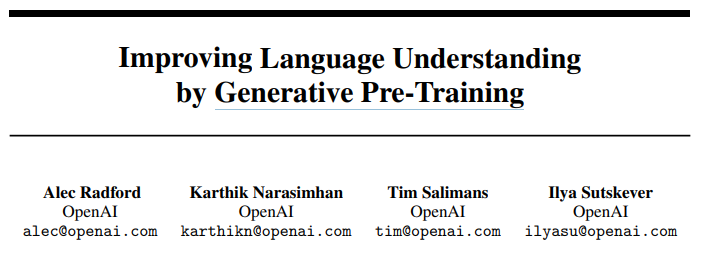 Improving Language Understanding
by Generative Pre-Training
Alec Radford Karthik Narasimhan Tim Salimans Ilya Sutskever
OpenAI OpenAI OpenAI OpenAI
alec@openai.com karthikn@openai.com tim@openai.com ilyasu@openai.com